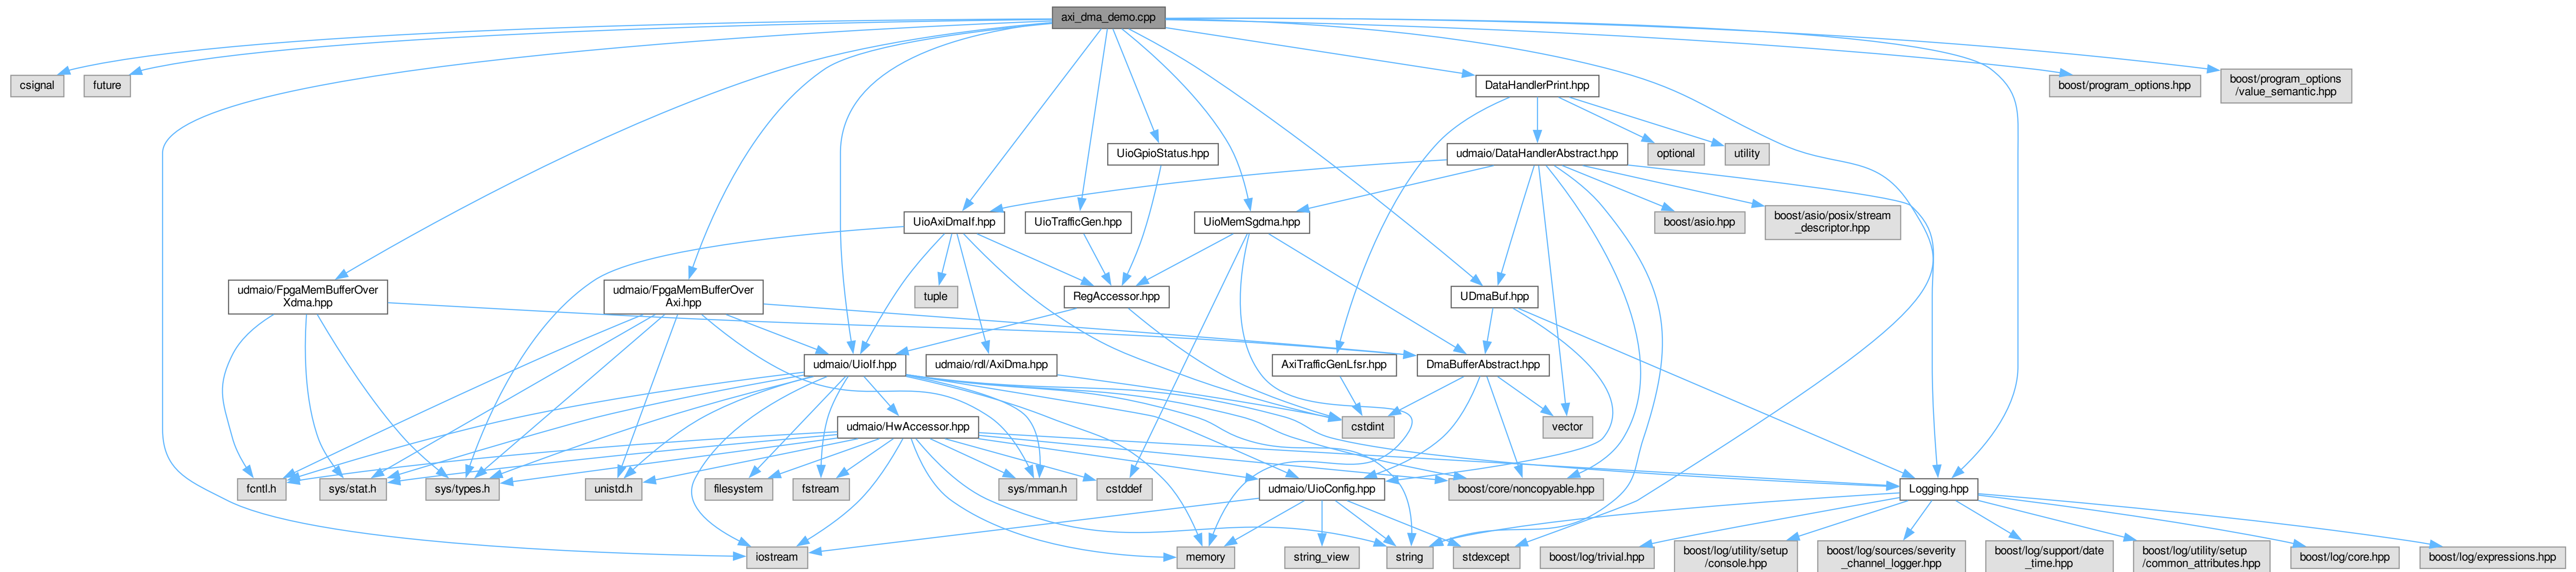 axi_dma_demo.cpp
csignal
future
DataHandlerPrint.hpp
boost/program_options.hpp
boost/program_options
/value_semantic.hpp
UioGpioStatus.hpp
udmaio/DataHandlerAbstract.hpp
optional
utility
UioAxiDmaIf.hpp
UioTrafficGen.hpp
UioMemSgdma.hpp
boost/asio.hpp
boost/asio/posix/stream
_descriptor.hpp
udmaio/FpgaMemBufferOver
Xdma.hpp
udmaio/FpgaMemBufferOver
Axi.hpp
tuple
RegAccessor.hpp
UDmaBuf.hpp
udmaio/UioIf.hpp
udmaio/rdl/AxiDma.hpp
AxiTrafficGenLfsr.hpp
DmaBufferAbstract.hpp
udmaio/HwAccessor.hpp
cstdint
vector
fcntl.h
sys/stat.h
sys/types.h
unistd.h
filesystem
fstream
sys/mman.h
cstddef
udmaio/UioConfig.hpp
boost/core/noncopyable.hpp
Logging.hpp
iostream
memory
string_view
string
stdexcept
boost/log/trivial.hpp
boost/log/utility/setup
/console.hpp
boost/log/sources/severity
_channel_logger.hpp
boost/log/support/date
_time.hpp
boost/log/utility/setup
/common_attributes.hpp
boost/log/core.hpp
boost/log/expressions.hpp